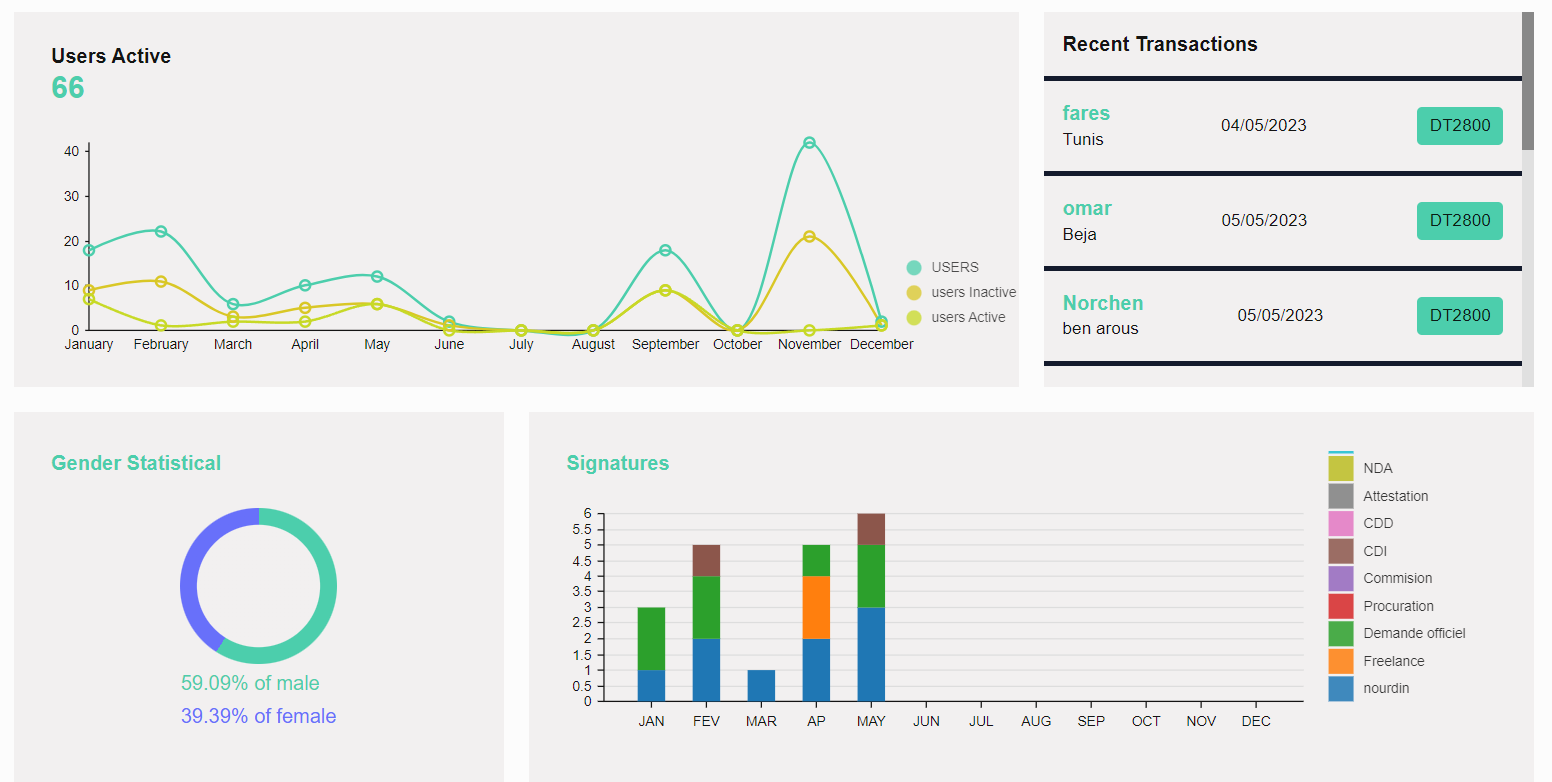 Users Active
66
40
30
20
10
0
January February March April May June July August September October November December
USERS
users Inactive
users Active
Recent Transactions
fares
Tunis
04/05/2023
DT2800
omar
Beja
05/05/2023
DT2800
Norchen
ben arous
05/05/2023
DT2800
Gender Statistical
59.09% of male
39.39% of female
Signatures
6
5.5
5
4.5
4
3.5
3
2.5
2
1.5
1
0.5
0
JAN FEV MAR AP MAY JUN JUL AUG SEP OCT NOV DEC
NDA
Attestation
CDD
CDI
Commision
Procuration
Demande officiel
Freelance
nourdin